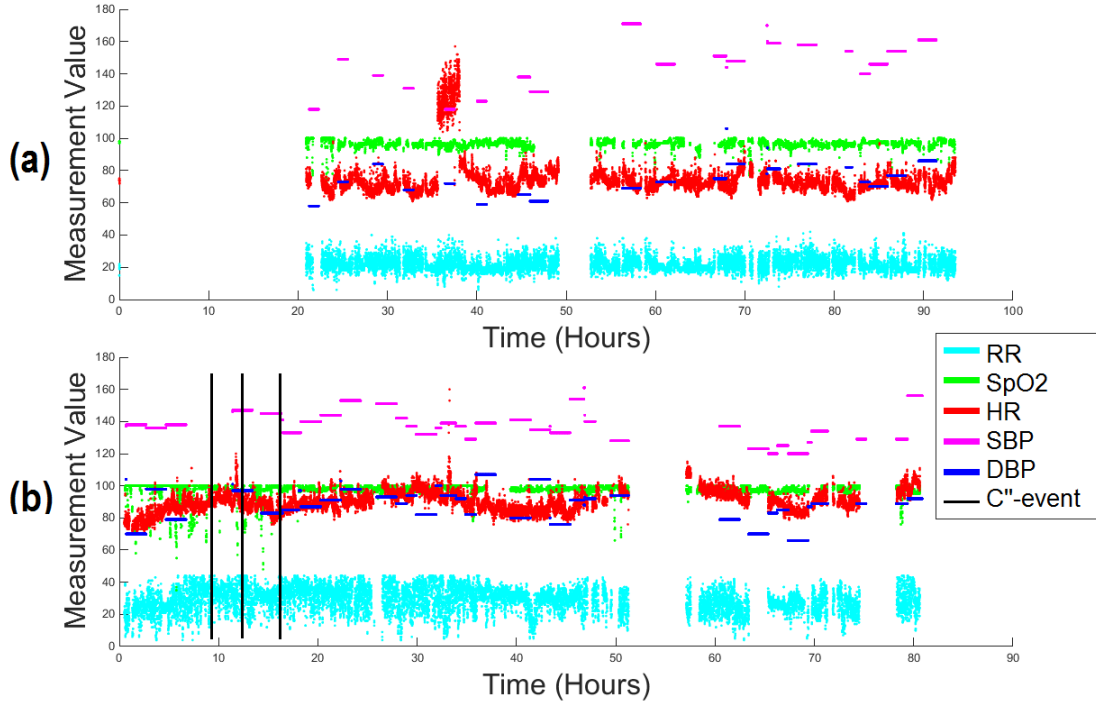 180
160
140
120
100
80
60
40
20
0
Measurement Value
(a)
0 10 20 30 40 50 60 70 80 90 100
Time (Hours)
180
160
140
120
100
80
60
40
20
0
Measurement Value
(b)
0 10 20 30 40 50 60 70 80 90
Time (Hours)
RR
SpO2
HR
SBP
DBP
C"-event